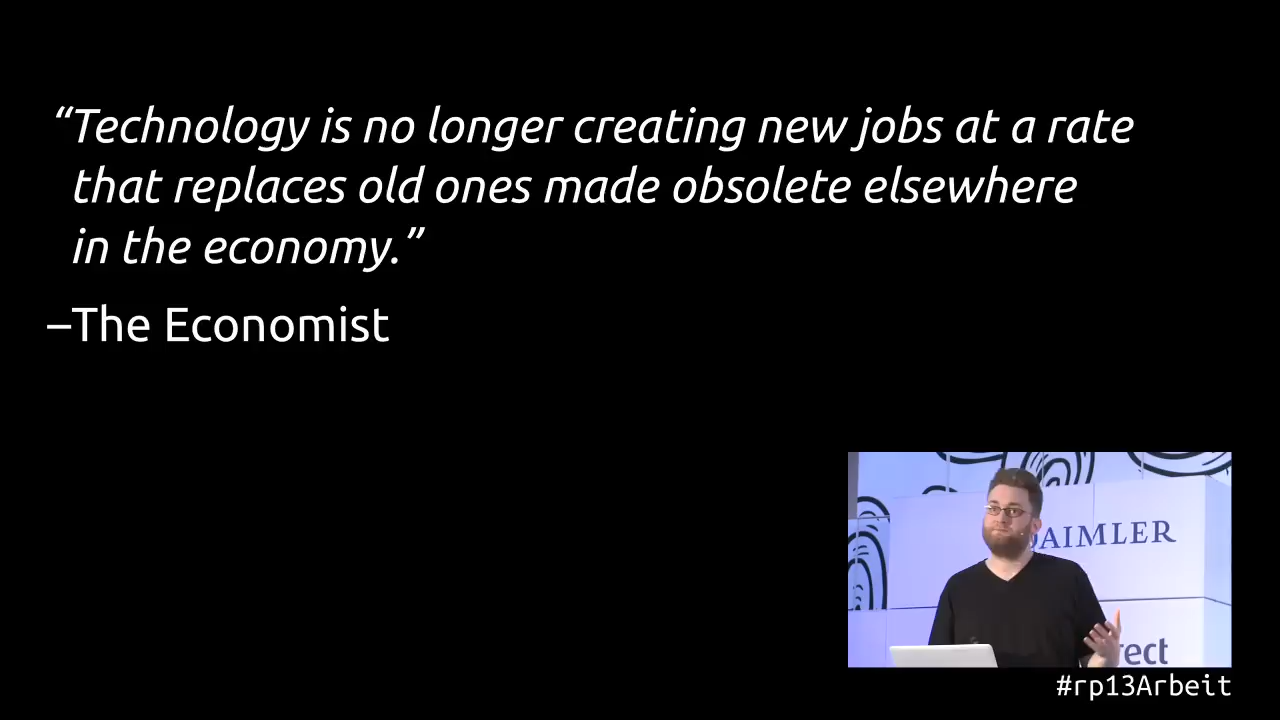 “Technology is no longer creating new jobs at a rate
that replaces old ones made obsolete elsewhere
in the economy.”
–The Economist
DAIMLER
rect
#rp13Arbeit